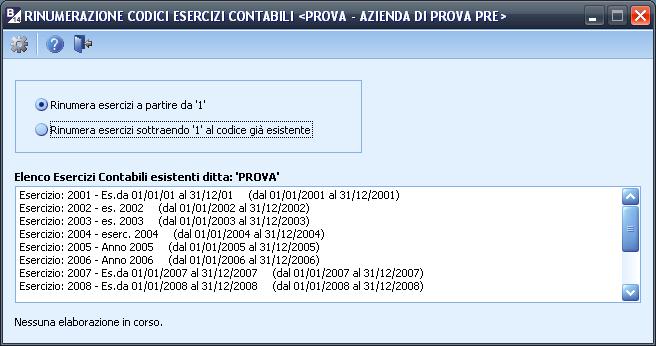 RINUMERAZIONE CODICI ESERCIZI CONTABILI <PROVA - AZIENDA DI PROVA PRE>
Rinumera esercizi a partire da '1'
Rinumera esercizi sottraendo '1' al codice già esistente
Elenco Esercizi Contabili esistenti ditta: 'PROVA'
Esercizio: 2001 - Es.da 01/01/01 al 31/12/01 (dal 01/01/2001 al 31/12/2001)
Esercizio: 2002 - es. 2002 (dal 01/01/2002 al 31/12/2002)
Esercizio: 2003 - es. 2003 (dal 01/01/2003 al 31/12/2003)
Esercizio: 2004 - eserc. 2004 (dal 01/01/2004 al 31/12/2004)
Esercizio: 2005 - Anno 2005 (dal 01/01/2005 al 31/12/2005)
Esercizio: 2006 - Anno 2006 (dal 01/01/2006 al 31/12/2006)
Esercizio: 2007 - Es.da 01/01/2007 al 31/12/2007 (dal 01/01/2007 al 31/12/2007)
Esercizio: 2008 - Es.da 01/01/2008 al 31/12/2008 (dal 01/01/2008 al 31/12/2008)
Nessuna elaborazione in corso.